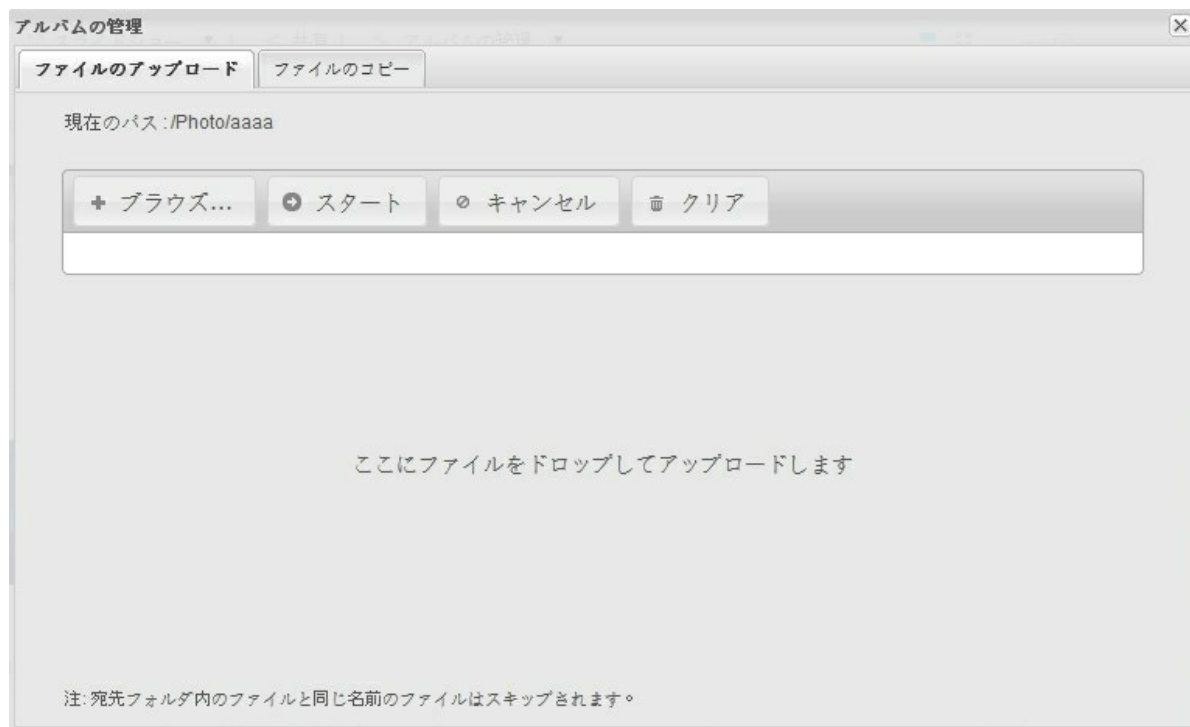 アルバムの管理
ファイルのアップロード ファイルのコピー
現在のパス:/Photo/aaaa
ブラウズ... スタート キャンセル クリア
ここにファイルをドロップしてアップロードします
注:宛先フォルダ内のファイルと同じ名前のファイルはスキップされます。